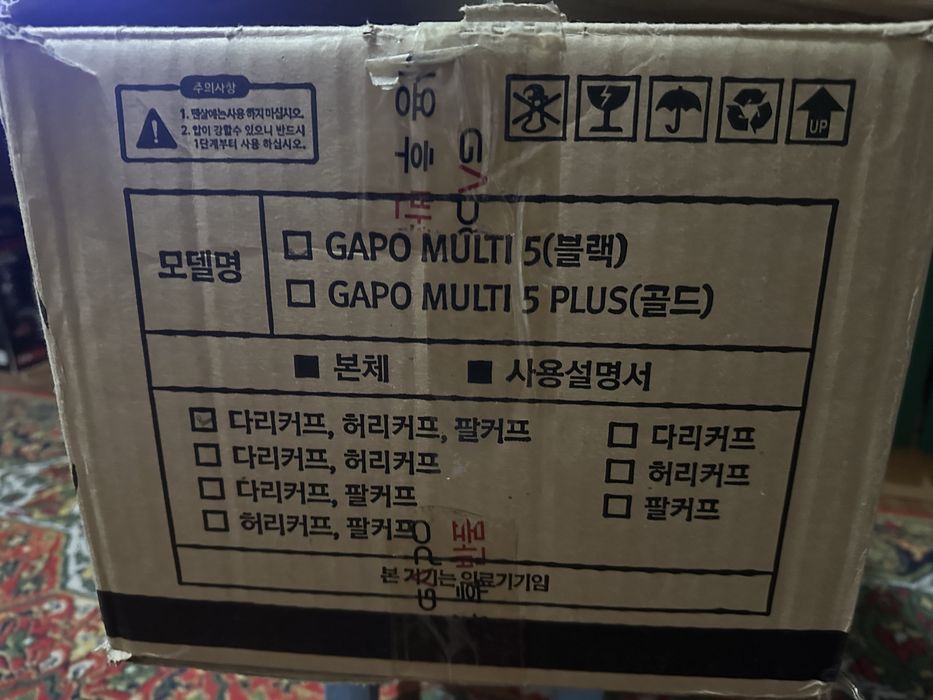 주의사항
1. 맨살에는사용 하지 마십시오.
2. 압이 강할수 있으니 반드시
1단계부터 사용 하십시오.
UP
모델명
GAPO MULTI 5(블랙)
GAPO MULTI 5 PLUS(골드)
본체
사용설명서
다리커프, 허리커프, 팔커프
다리커프
다리커프, 허리커프
허리커프
다리커프, 팔커프
팔커프
허리커프, 팔커프
본 기기는 의료기기임
GAPO
GAPO